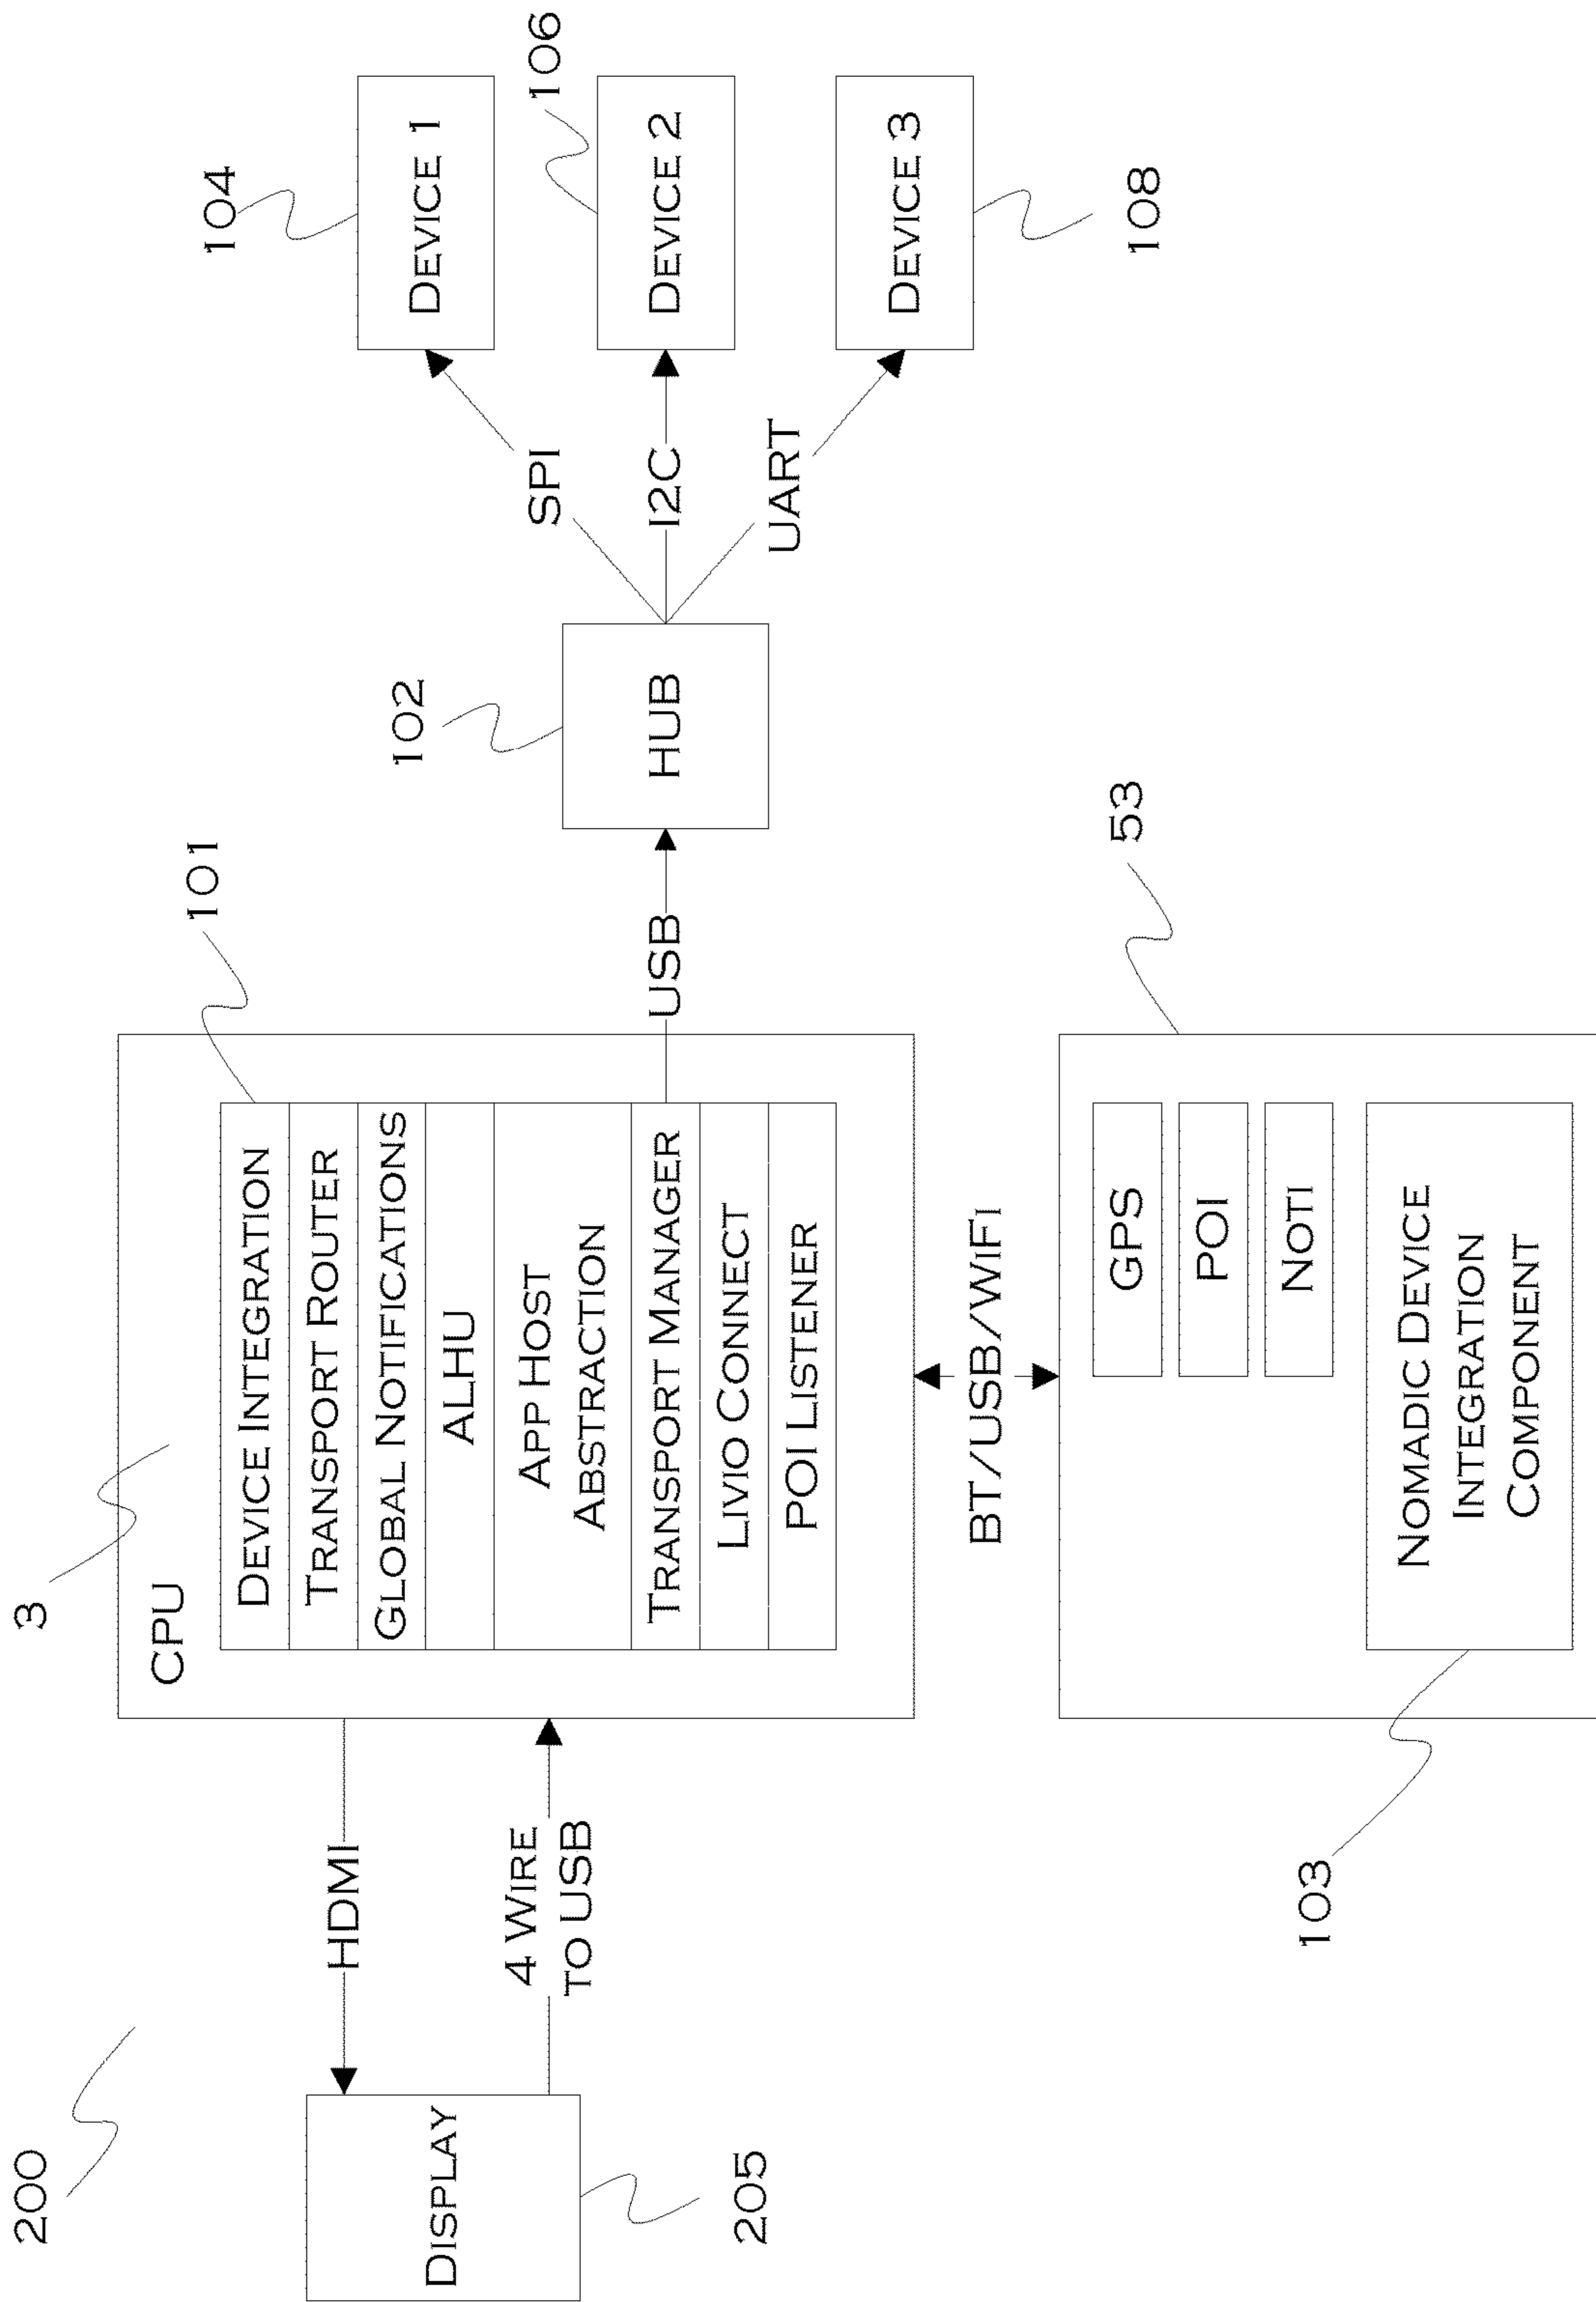 200
3
CPU
101
DEVICE INTEGRATION
TRANSPORT ROUTER
GLOBAL NOTIFICATIONS
ALHU
APP HOST
ABSTRACTION
TRANSPORT MANAGER
LIVIO CONNECT
POI LISTENER
HDMI
4 WIRE
TO USB
DISPLAY
205
USB
102
HUB
SPI
I2C
UART
104
DEVICE 1
106
DEVICE 2
DEVICE 3
108
BT/USB/WIFI
53
GPS
POI
NOTI
NOMADIC DEVICE
INTEGRATION
COMPONENT
103